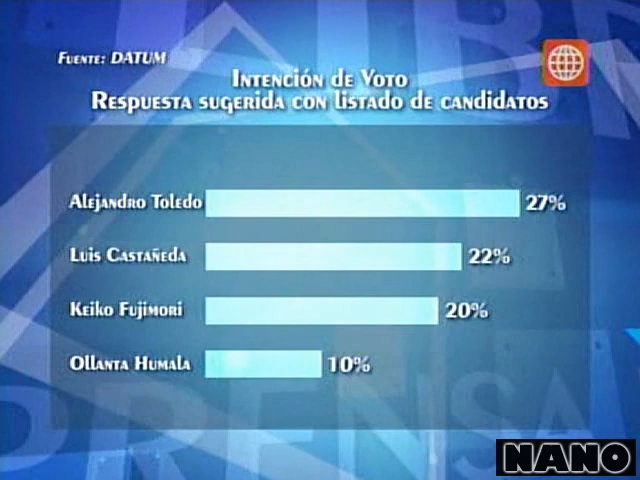 Fuente: DATUM
Intención de Voto
Respuesta sugerida con listado de candidatos
Alejandro Toledo 27%
Luis Castañeda 22%
Keiko Fujimori 20%
Ollanta Humala 10%
PRENSA
NANO